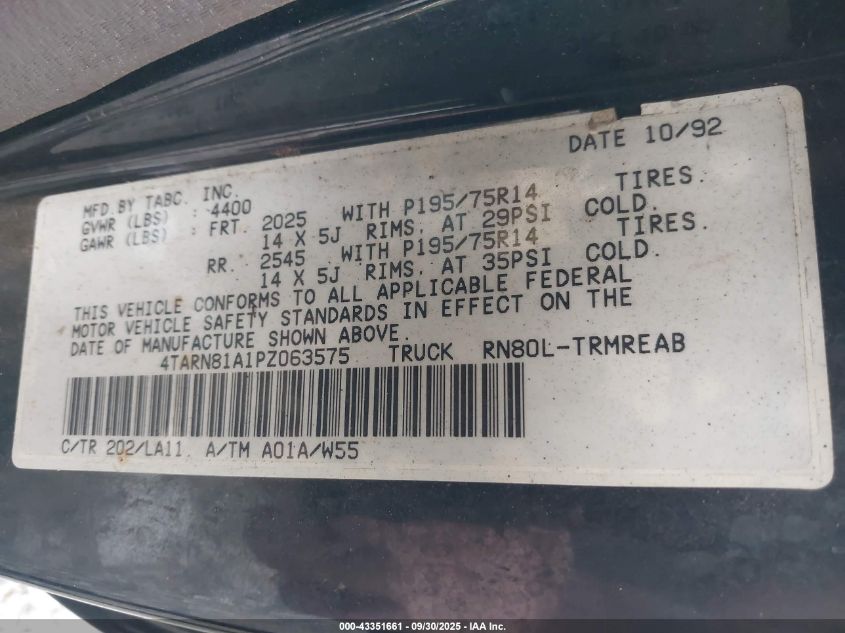 DATE 10/92
MFD.BY TABC. INC.
GVWR (LBS) : 4400
GAWR (LBS) : FRT. 2025 WITH P195/75R14 TIRES.
14 X 5J RIMS. AT 29PSI COLD.
RR. 2545 WITH P195/75R14 TIRES.
14 X 5J RIMS. AT 35PSI COLD.
THIS VEHICLE CONFORMS TO ALL APPLICABLE FEDERAL
MOTOR VEHICLE SAFETY STANDARDS IN EFFECT ON THE
DATE OF MANUFACTURE SHOWN ABOVE.
4TARN81A1PZ063575 TRUCK RN80L-TRMREAB
C/TR 202/LA11 A/TM A01A/W55
000-43351661 - 09/30/2025 - IAA Inc.